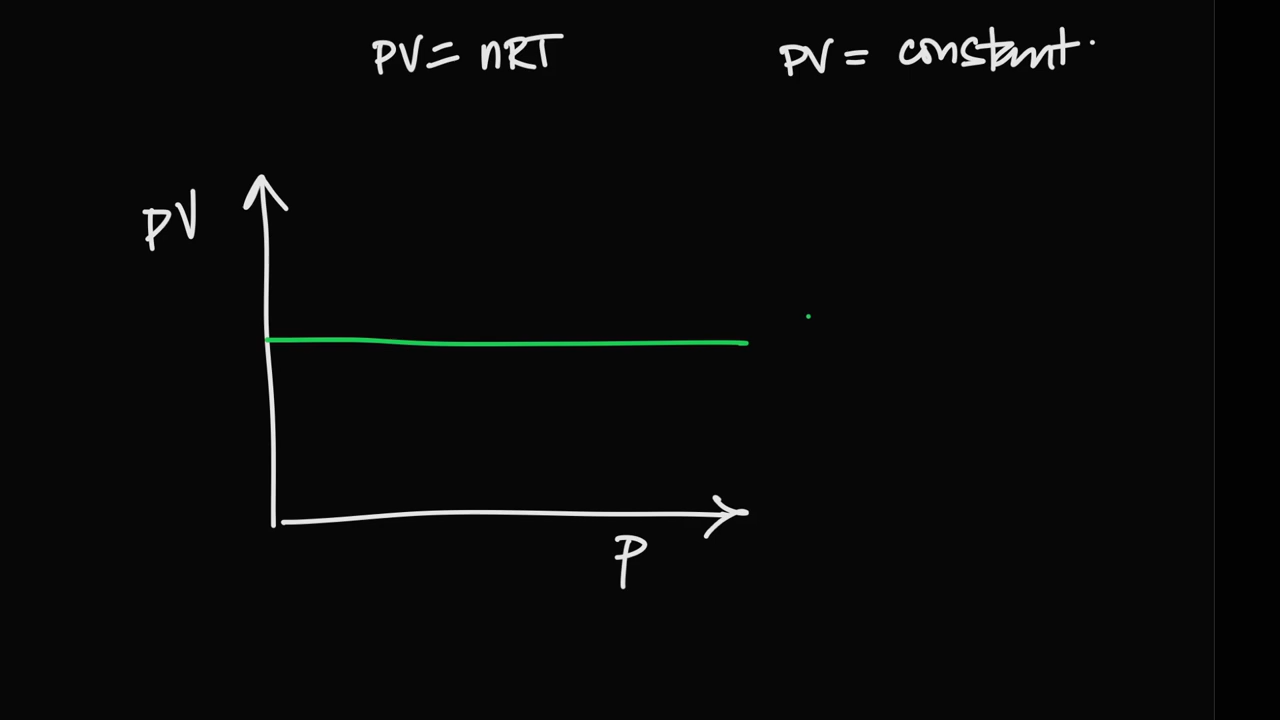 PV = nRT
PV = constant.
PV
P